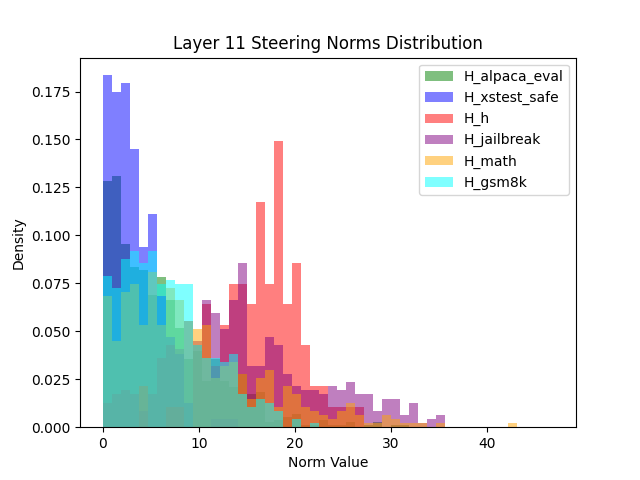 Layer 11 Steering Norms Distribution
H_alpaca_eval
H_xstest_safe
H_h
H_jailbreak
H_math
H_gsm8k
0.175
0.150
0.125
0.100
0.075
0.050
0.025
0.000
Density
0 10 20 30 40
Norm Value